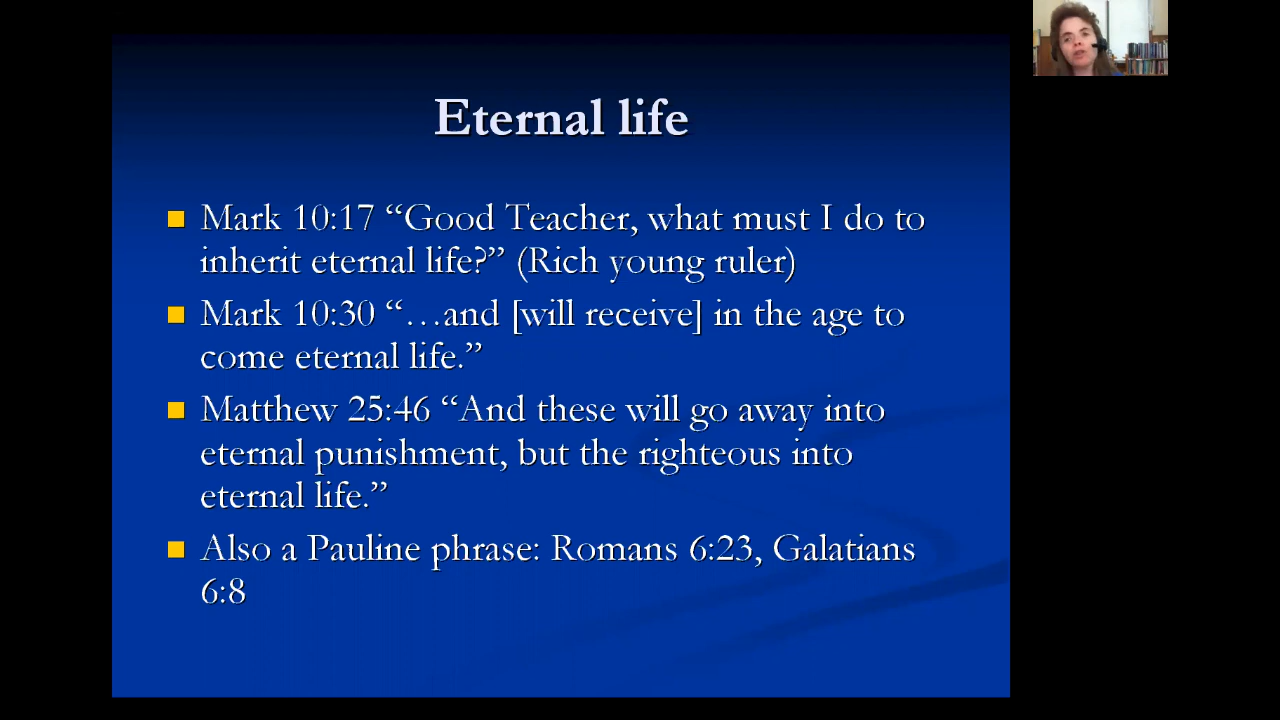 Eternal life
Mark 10:17 “Good Teacher, what must I do to
inherit eternal life?” (Rich young ruler)
Mark 10:30 “…and [will receive] in the age to
come eternal life.”
Matthew 25:46 “And these will go away into
eternal punishment, but the righteous into
eternal life.”
Also a Pauline phrase: Romans 6:23, Galatians
6:8